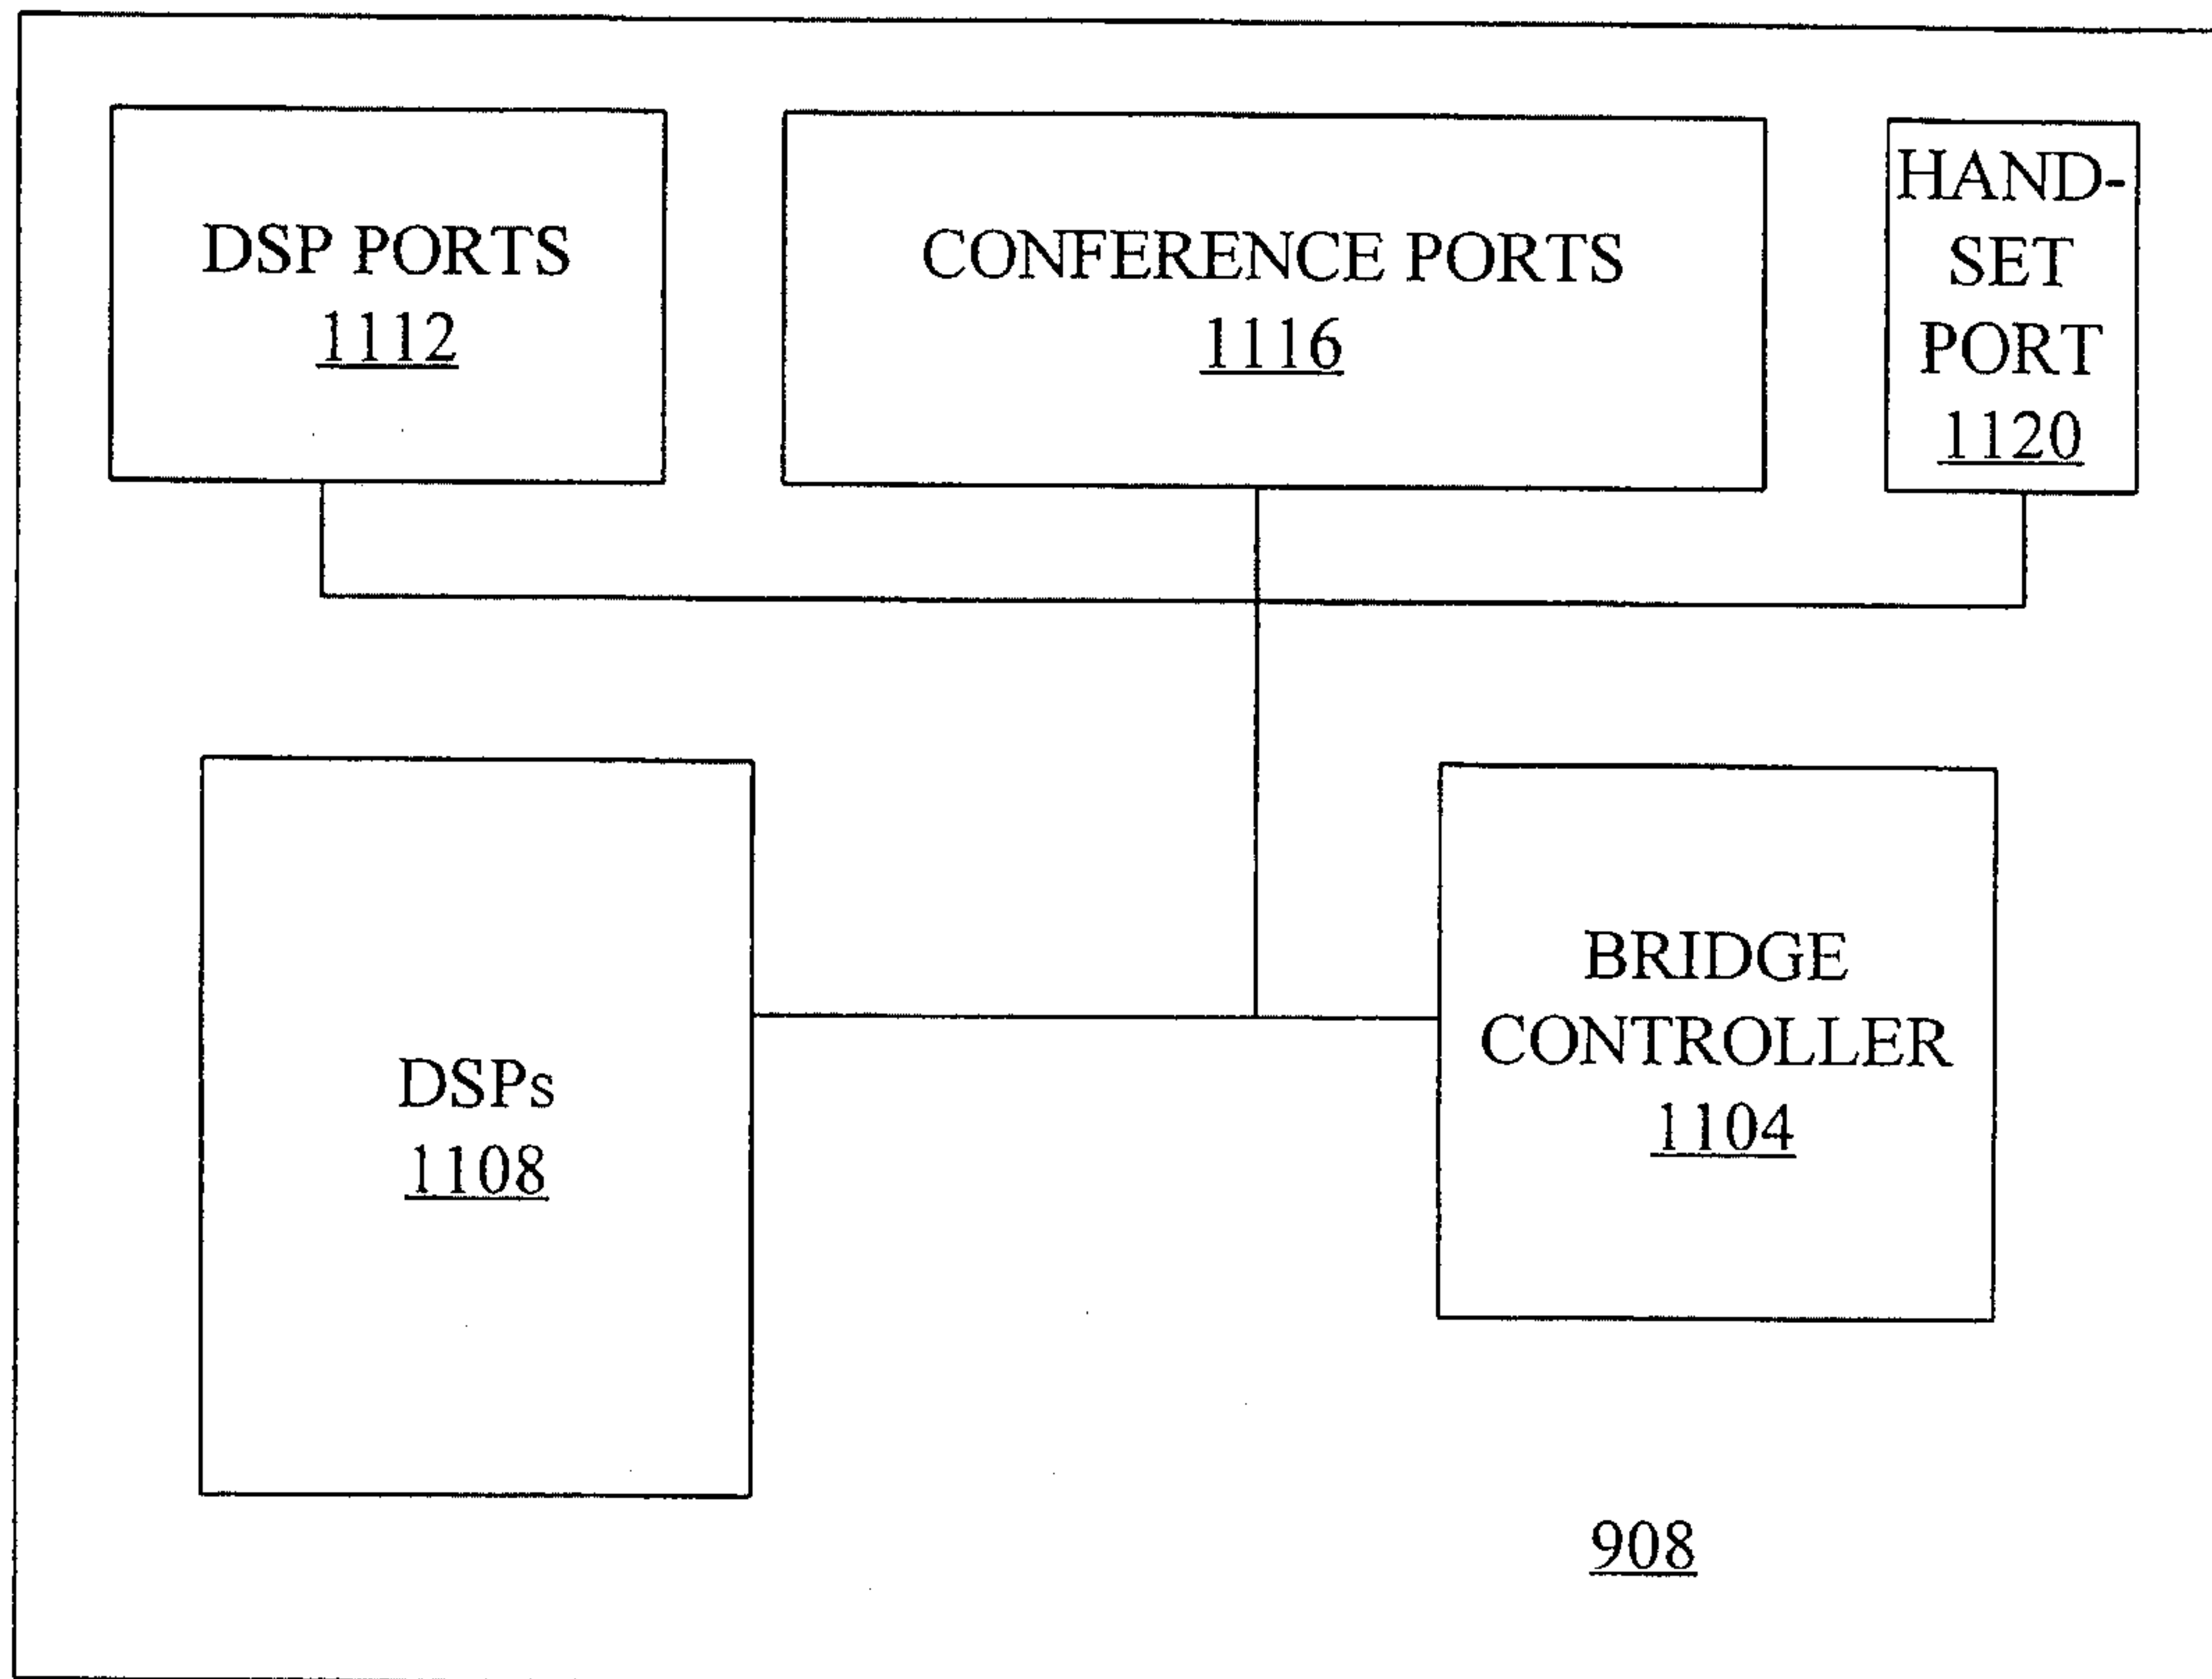 DSP PORTS
1112
CONFERENCE PORTS
1116
HAND-
SET
PORT
1120
DSPs
1108
BRIDGE
CONTROLLER
1104
908